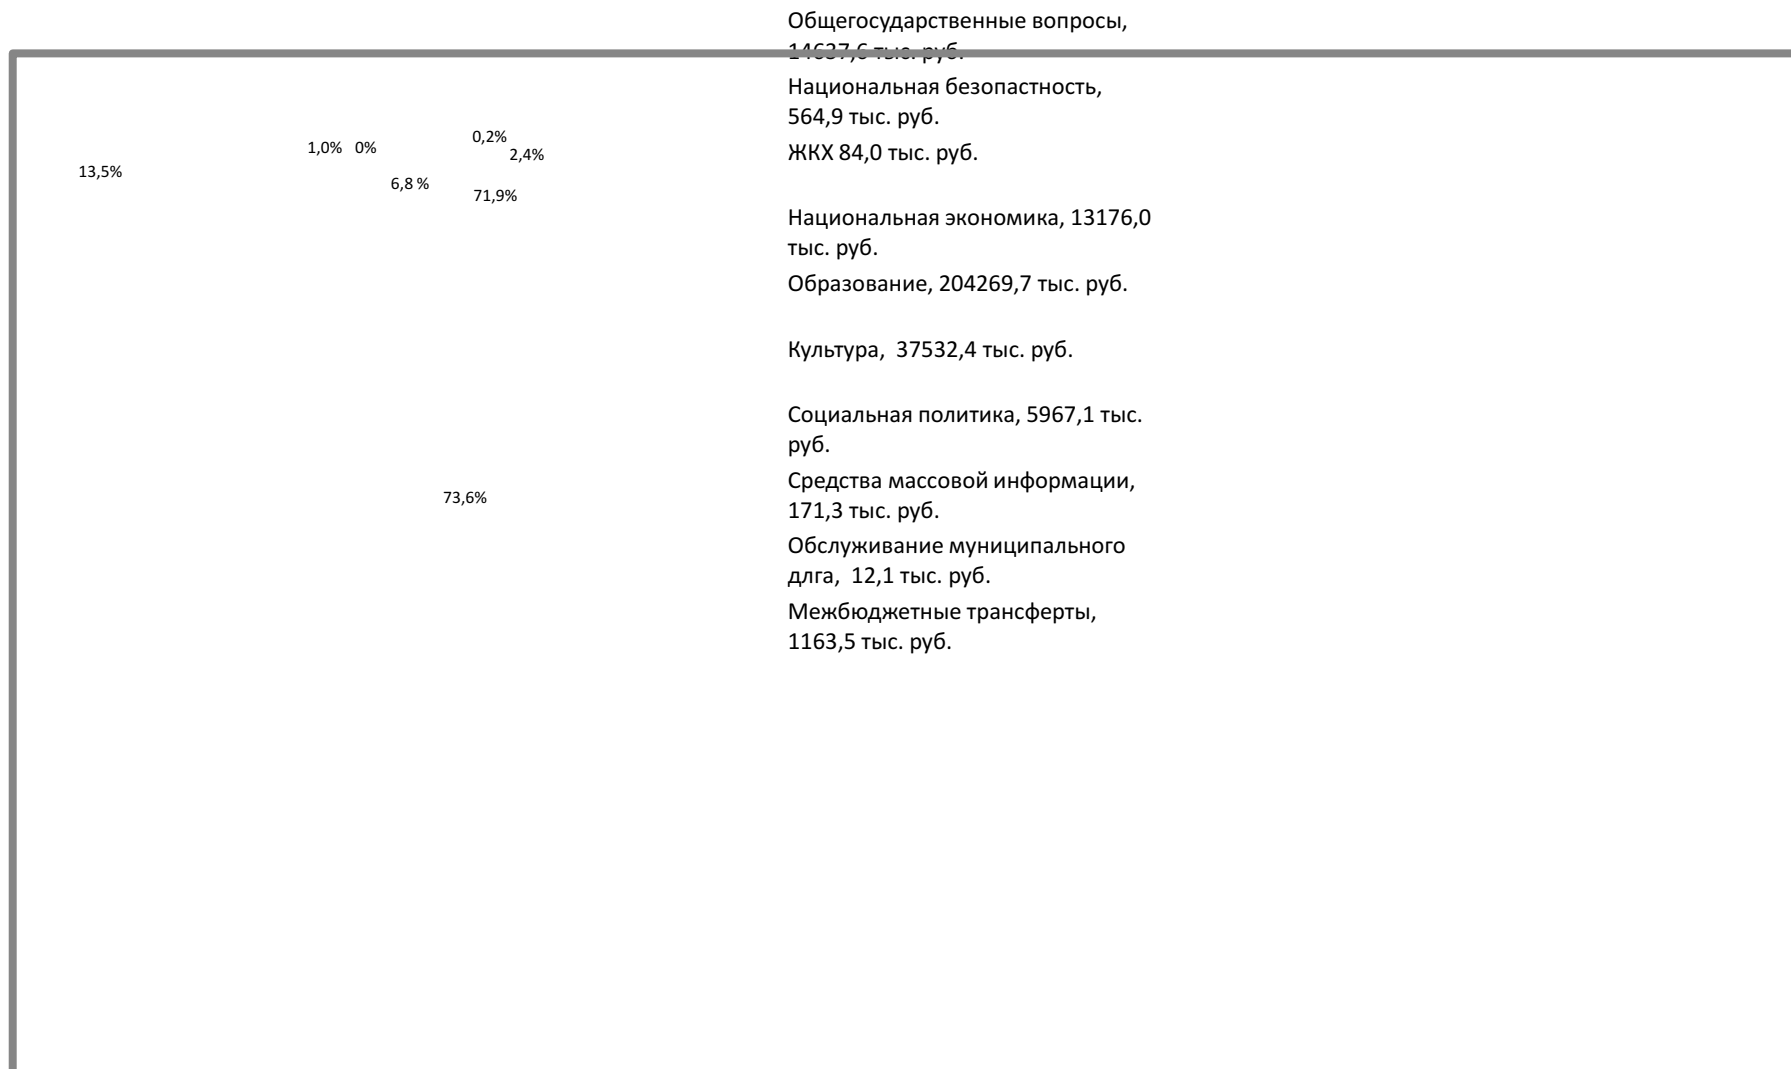 Общегосударственные вопросы,
14637,6 тыс. руб.
Национальная безопастность,
564,9 тыс. руб.
ЖКХ 84,0 тыс. руб.
Национальная экономика, 13176,0
тыс. руб.
Образование, 204269,7 тыс. руб.
Культура,  37532,4 тыс. руб.
Социальная политика, 5967,1 тыс.
руб.
Средства массовой информации,
171,3 тыс. руб.
Обслуживание муниципального
длга,  12,1 тыс. руб.
Межбюджетные трансферты,
1163,5 тыс. руб.
13,5%
1,0%
0%
6,8 %
0,2%
2,4%
71,9%
73,6%